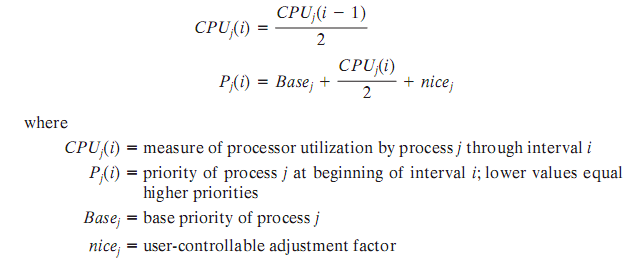 CPU_j(i) = CPU_j(i − 1) / 2
P_j(i) = Base_j + CPU_j(i) / 2 + nice_j
where
CPU_j(i) = measure of processor utilization by process j through interval i
P_j(i) = priority of process j at beginning of interval i; lower values equal
higher priorities
Base_j = base priority of process j
nice_j = user-controllable adjustment factor